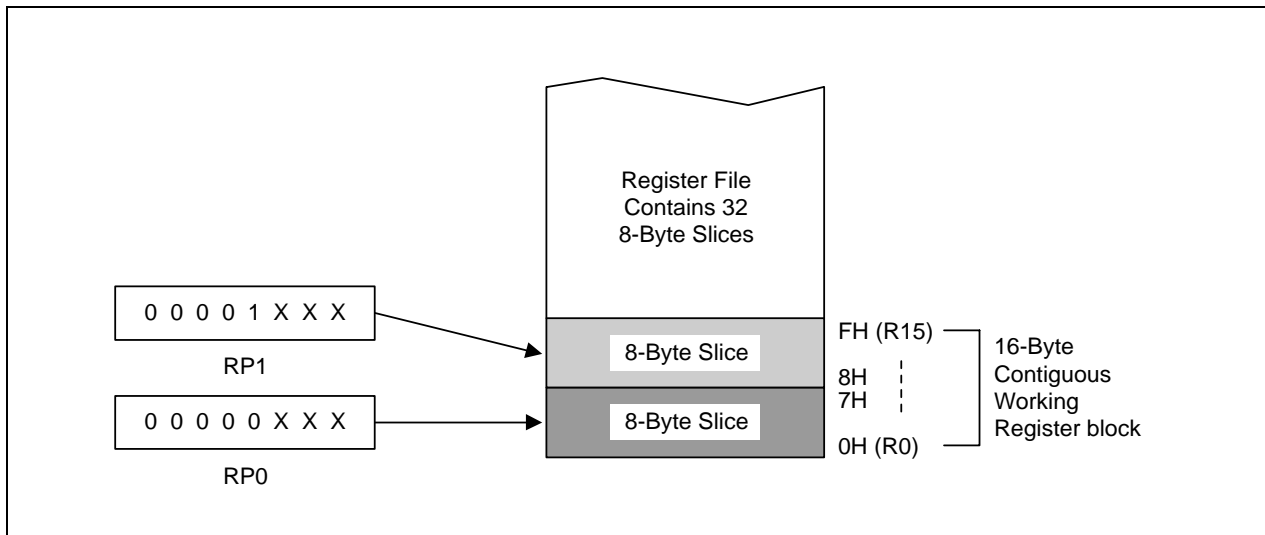 Register File
Contains 32
8-Byte Slices
0 0 0 0 1 X X X
RP1
8-Byte Slice
FH (R15)
8H
7H
16-Byte
Contiguous
Working
Register block
0 0 0 0 0 X X X
RP0
8-Byte Slice
0H (R0)